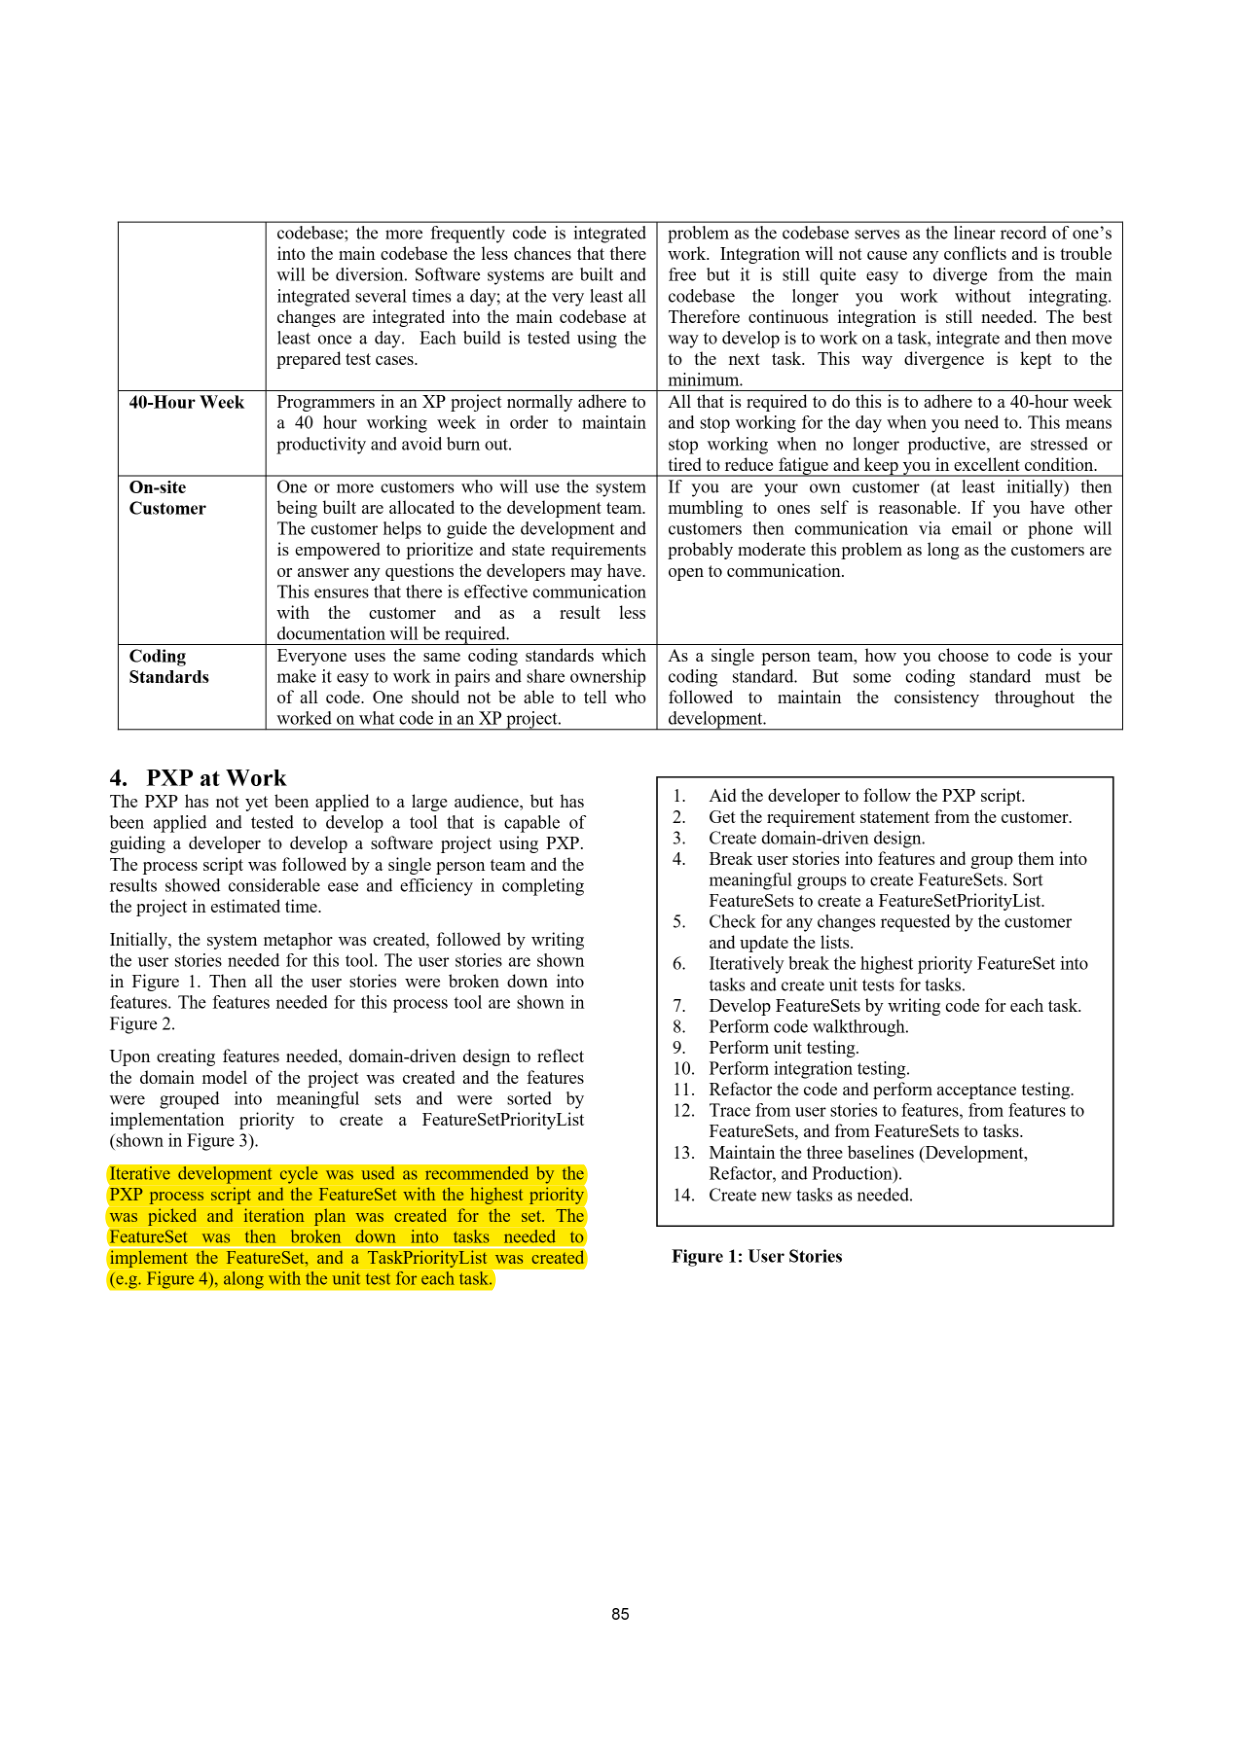 codebase; the more frequently code is integrated
into the main codebase the less chances that there
will be diversion. Software systems are built and
integrated several times a day; at the very least all
changes are integrated into the main codebase at
least once a day.  Each build is tested using the
prepared test cases.
problem as the codebase serves as the linear record of one’s
work.  Integration will not cause any conflicts and is trouble
free but it is still quite easy to diverge from the main
codebase the longer you work without integrating.
Therefore continuous integration is still needed. The best
way to develop is to work on a task, integrate and then move
to the next task. This way divergence is kept to the
minimum.
40-Hour Week
Programmers in an XP project normally adhere to
a 40 hour working week in order to maintain
productivity and avoid burn out.
All that is required to do this is to adhere to a 40-hour week
and stop working for the day when you need to. This means
stop working when no longer productive, are stressed or
tired to reduce fatigue and keep you in excellent condition.
On-site
Customer
One or more customers who will use the system
being built are allocated to the development team.
The customer helps to guide the development and
is empowered to prioritize and state requirements
or answer any questions the developers may have.
This ensures that there is effective communication
with the customer and as a result less
documentation will be required.
If you are your own customer (at least initially) then
mumbling to ones self is reasonable. If you have other
customers then communication via email or phone will
probably moderate this problem as long as the customers are
open to communication.
Coding
Standards
Everyone uses the same coding standards which
make it easy to work in pairs and share ownership
of all code. One should not be able to tell who
worked on what code in an XP project.
As a single person team, how you choose to code is your
coding standard. But some coding standard must be
followed to maintain the consistency throughout the
development.
4.  PXP at Work
The PXP has not yet been applied to a large audience, but has
been applied and tested to develop a tool that is capable of
guiding a developer to develop a software project using PXP.
The process script was followed by a single person team and the
results showed considerable ease and efficiency in completing
the project in estimated time.
Initially, the system metaphor was created, followed by writing
the user stories needed for this tool. The user stories are shown
in Figure 1. Then all the user stories were broken down into
features. The features needed for this process tool are shown in
Figure 2.
Upon creating features needed, domain-driven design to reflect
the domain model of the project was created and the features
were grouped into meaningful sets and were sorted by
implementation priority to create a FeatureSetPriorityList
(shown in Figure 3).
Iterative development cycle was used as recommended by the
PXP process script and the FeatureSet with the highest priority
was picked and iteration plan was created for the set. The
FeatureSet was then broken down into tasks needed to
implement the FeatureSet, and a TaskPriorityList was created
(e.g. Figure 4), along with the unit test for each task.
1. Aid the developer to follow the PXP script.
2. Get the requirement statement from the customer.
3. Create domain-driven design.
4. Break user stories into features and group them into
meaningful groups to create FeatureSets. Sort
FeatureSets to create a FeatureSetPriorityList.
5. Check for any changes requested by the customer
and update the lists.
6. Iteratively break the highest priority FeatureSet into
tasks and create unit tests for tasks.
7. Develop FeatureSets by writing code for each task.
8. Perform code walkthrough.
9. Perform unit testing.
10. Perform integration testing.
11. Refactor the code and perform acceptance testing.
12. Trace from user stories to features, from features to
FeatureSets, and from FeatureSets to tasks.
13. Maintain the three baselines (Development,
Refactor, and Production).
14. Create new tasks as needed.
Figure 1: User Stories
85